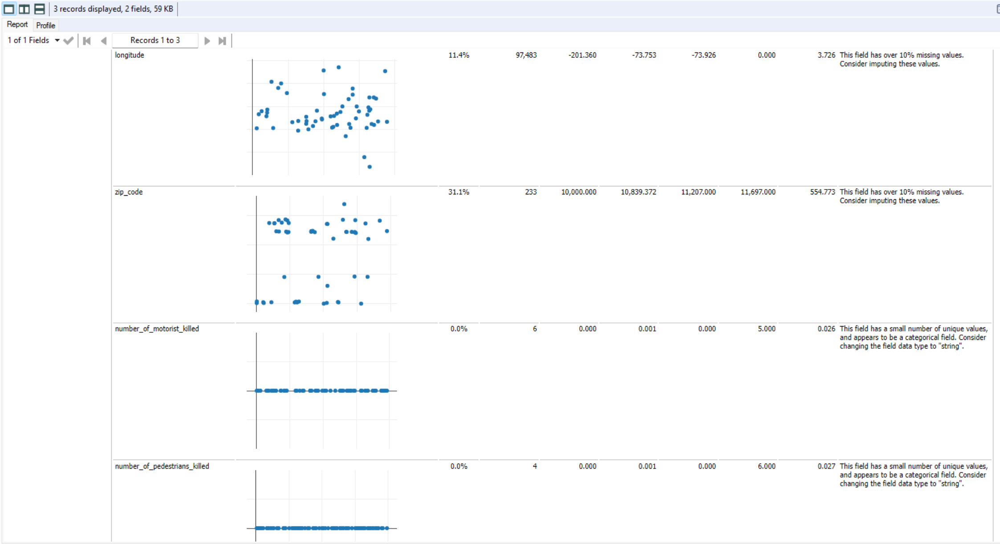 3 records displayed, 2 fields, 59 KB
Report Profile
1 of 1 Fields Records 1 to 3
longitude 11.4% 97,483 -201.360 -73.753 -73.926 0.000 3.726 This field has over 10% missing values.
Consider imputing these values.
zip_code 31.1% 233 10,000.000 10,839.372 11,207.000 11,697.000 554.773 This field has over 10% missing values.
Consider imputing these values.
number_of_motorist_killed 0.0% 6 0.000 0.001 0.000 5.000 0.026 This field has a small number of unique values,
and appears to be a categorical field. Consider
changing the field data type to "string".
number_of_pedestrians_killed 0.0% 4 0.000 0.001 0.000 6.000 0.027 This field has a small number of unique values,
and appears to be a categorical field. Consider
changing the field data type to "string".